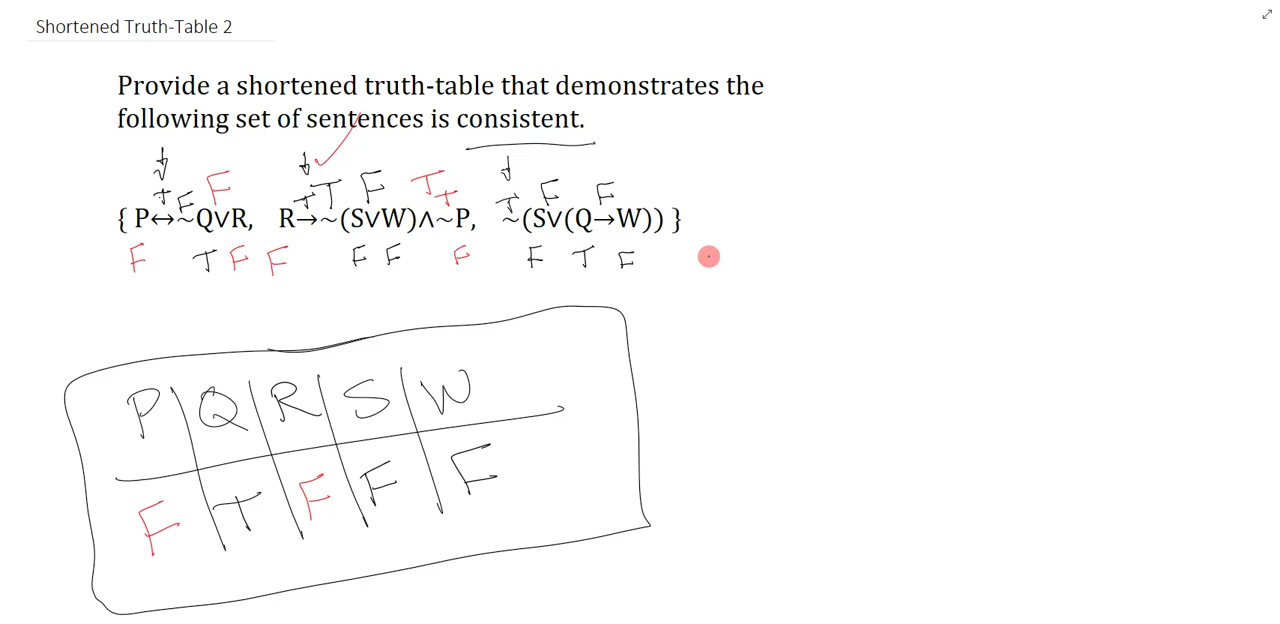 Shortened Truth-Table 2
Provide a shortened truth-table that demonstrates the
following set of sentences is consistent.
T F F T T F T T T F F
{ P↔~Q∨R, R→~(S∨W)∧~P, ~(S∨(Q→W)) }
F T F F F F F F T F
P Q R S W
F T F F F